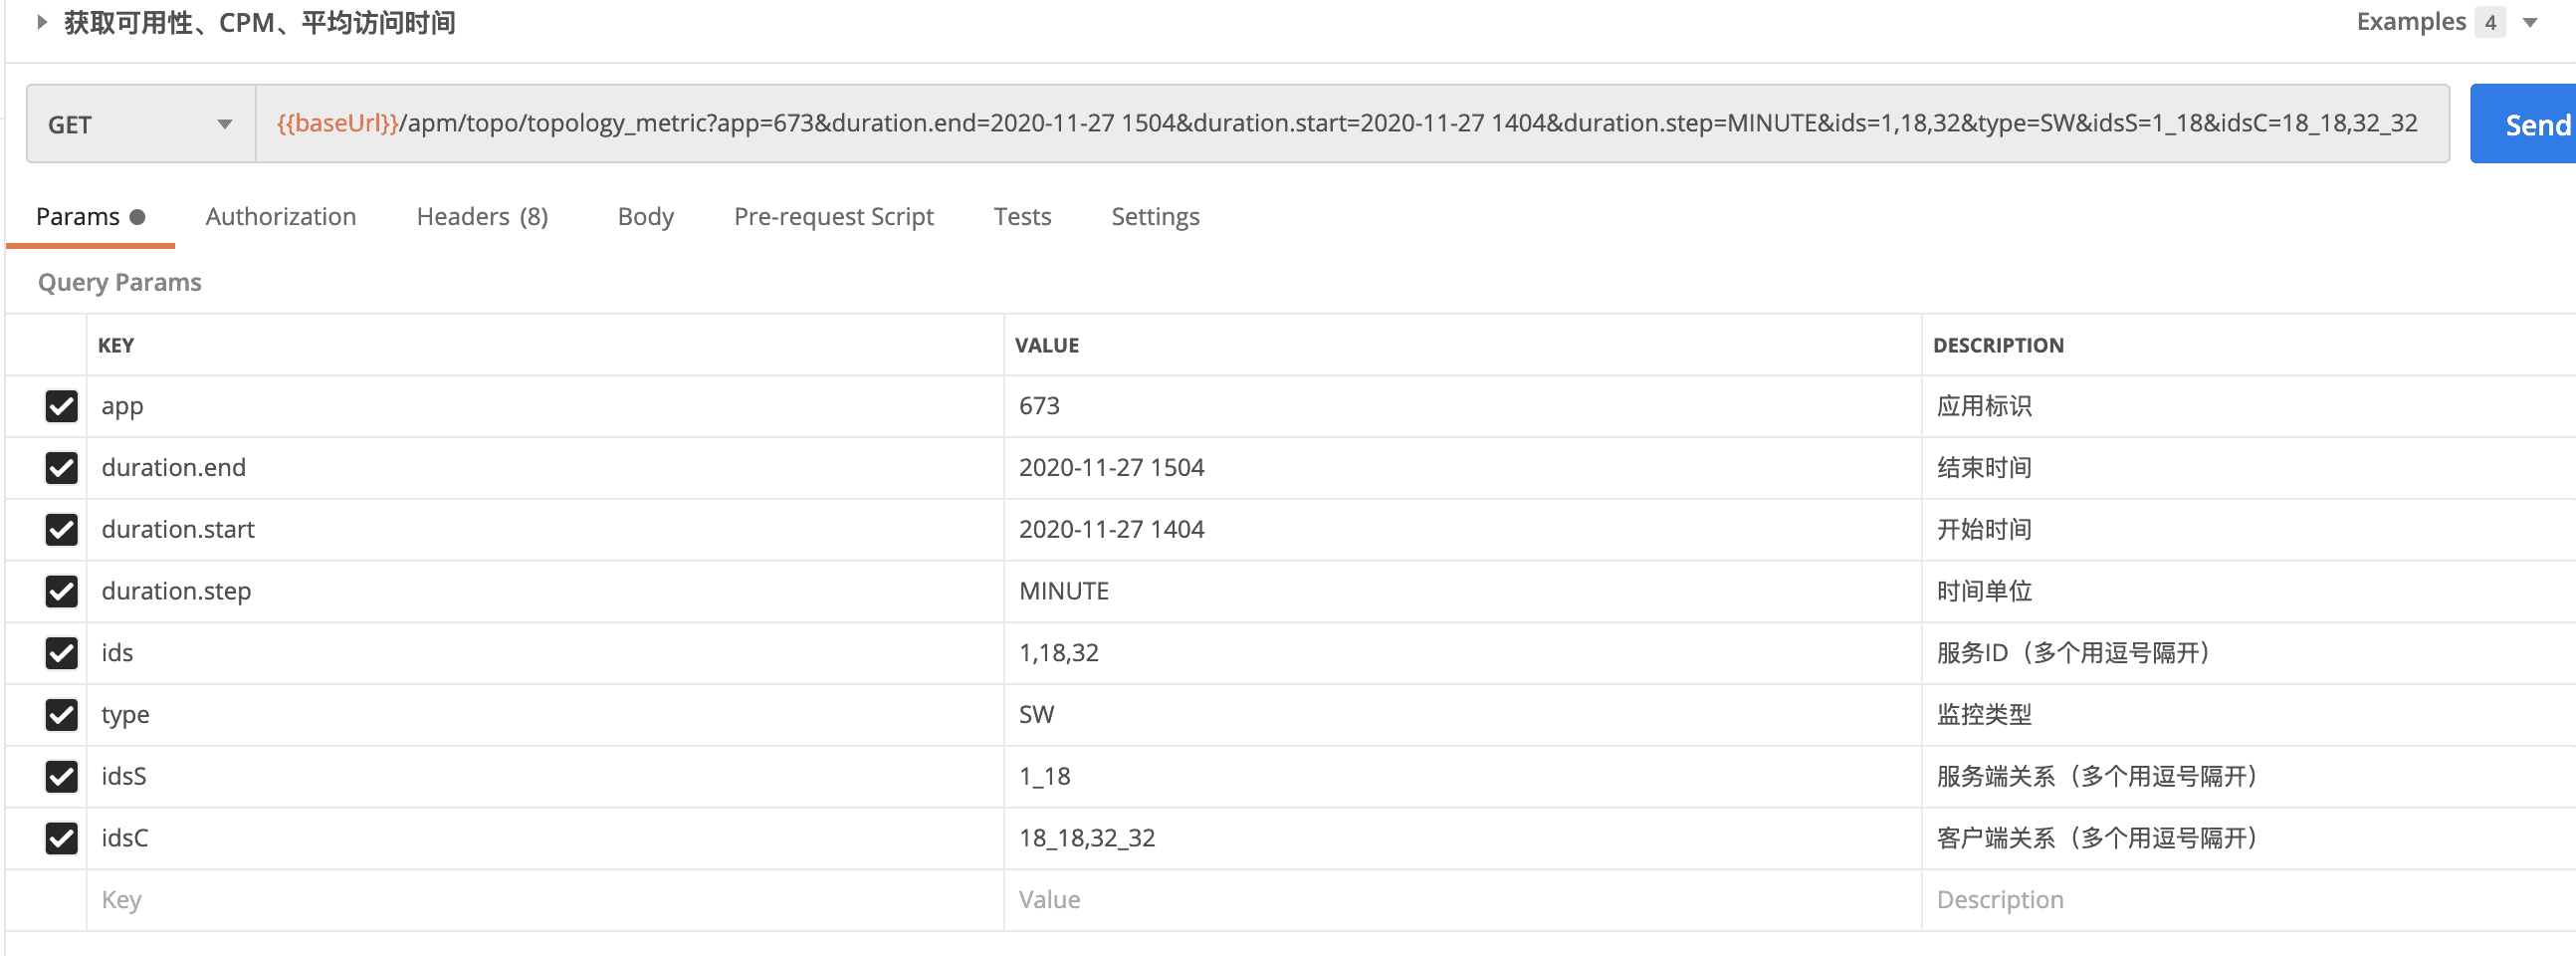 获取可用性、CPM、平均访问时间
Examples 4
GET {{baseUrl}}/apm/topo/topology_metric?app=673&duration.end=2020-11-27 1504&duration.start=2020-11-27 1404&duration.step=MINUTE&ids=1,18,32&type=SW&idsS=1_18&idsC=18_18,32_32 Send
Params Authorization Headers (8) Body Pre-request Script Tests Settings
Query Params
KEY VALUE DESCRIPTION
app 673 应用标识
duration.end 2020-11-27 1504 结束时间
duration.start 2020-11-27 1404 开始时间
duration.step MINUTE 时间单位
ids 1,18,32 服务ID（多个用逗号隔开）
type SW 监控类型
idsS 1_18 服务端关系（多个用逗号隔开）
idsC 18_18,32_32 客户端关系（多个用逗号隔开）
Key Value Description